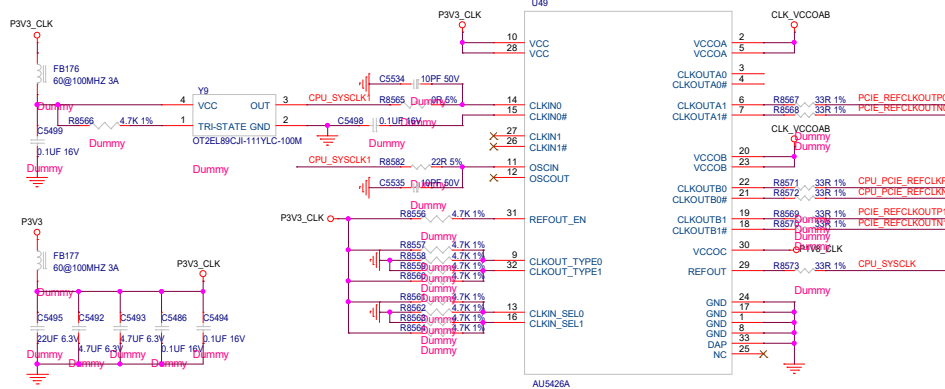 U49
P3V3_CLK
P3V3_CLK
CLK_VCCOAB
10 VCC
28 VCC
VCCOA 2
VCCOA 5
FB176
60@100MHZ 3A
Dummy
C5534 10PF 50V
Dummy
CLKOUTA0 3
CLKOUTA0# 4
Y9
4 VCC OUT 3
CPU_SYSCLK1
R8565 0R 5%
14 CLKIN0
15 CLKIN0#
CLKOUTA1 6 R8567 33R 1% PCIE_REFCLKOUTP0
CLKOUTA1# 7 R8568 33R 1% PCIE_REFCLKOUTN0
Dummy
C5499
0.1UF 16V
Dummy
R8566 4.7K 1%
Dummy
1 TRI-STATE GND 2
OT2EL89CJI-111YLC-100M
Dummy
C5498 0.1UF 16V
Dummy
27 CLKIN1
26 CLKIN1#
CLK_VCCOAB
VCCOB 20
VCCOB 23
CPU_SYSCLK1
R8582 22R 5%
11 OSCIN
12 OSCOUT
Dummy
C5535 10PF 50V
Dummy
CLKOUTB0 22 R8571 33R 1% CPU_PCIE_REFCLKP
CLKOUTB0# 21 R8572 33R 1% CPU_PCIE_REFCLKN
Dummy
P3V3_CLK
R8556 4.7K 1%
31 REFOUT_EN
Dummy
CLKOUTB1 19 R8569 33R 1% PCIE_REFCLKOUTP1
CLKOUTB1# 18 R8570 33R 1% PCIE_REFCLKOUTN1
Dummy
P3V3
FB177
60@100MHZ 3A
Dummy
R8557 4.7K 1%
R8558 4.7K 1%
R8559 4.7K 1%
R8560 4.7K 1%
Dummy
9 CLKOUT_TYPE0
32 CLKOUT_TYPE1
VCCOC 30 P1V8_CLK
REFOUT 29 R8573 33R 1% CPU_SYSCLK
Dummy
P3V3_CLK
R8561 4.7K 1%
R8562 4.7K 1%
R8563 4.7K 1%
R8564 4.7K 1%
Dummy
Dummy
13 CLKIN_SEL0
16 CLKIN_SEL1
GND 24
GND 17
GND 1
GND 8
DAP 33
NC 25
C5495 C5492 C5493 C5486 C5494
22UF 6.3V 4.7UF 6.3V 4.7UF 6.3V 0.1UF 16V 0.1UF 16V
Dummy Dummy Dummy Dummy Dummy
AU5426A